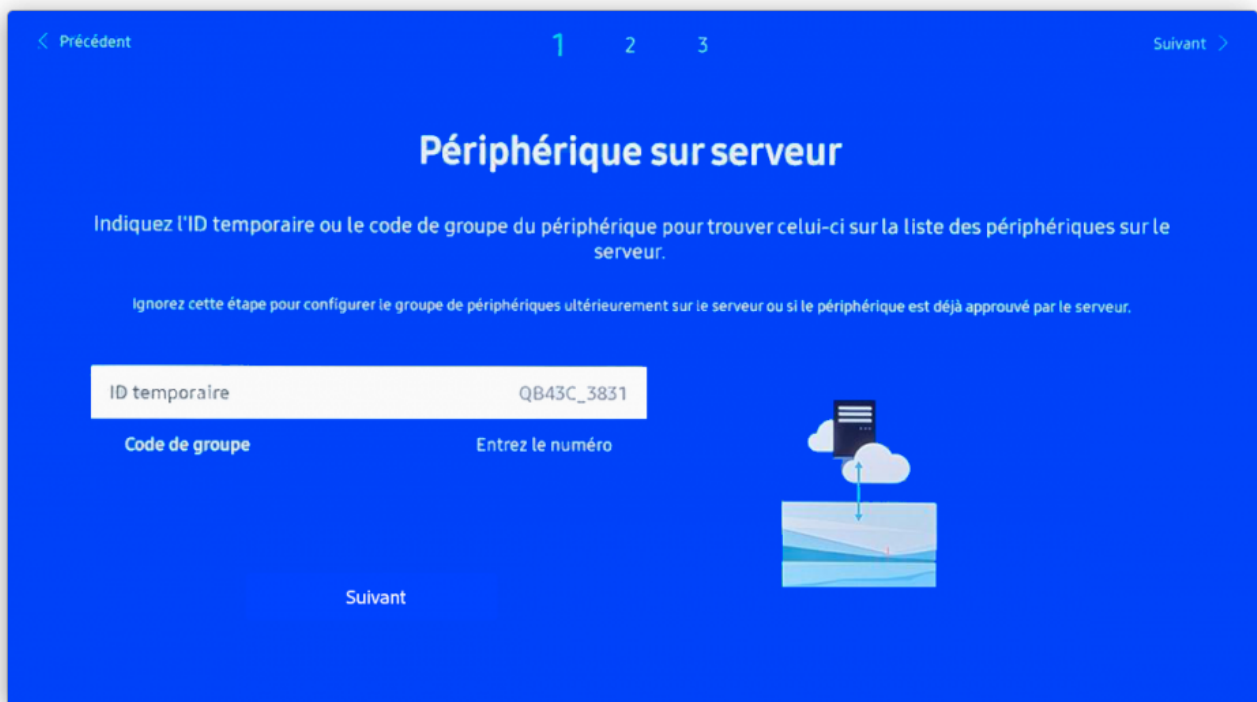 Précédent
1 2 3
Suivant
Périphérique sur serveur
Indiquez l'ID temporaire ou le code de groupe du périphérique pour trouver celui-ci sur la liste des périphériques sur le
serveur.
Ignorez cette étape pour configurer le groupe de périphériques ultérieurement sur le serveur ou si le périphérique est déjà approuvé par le serveur.
ID temporaire QB43C_3831
Code de groupe Entrez le numéro
Suivant